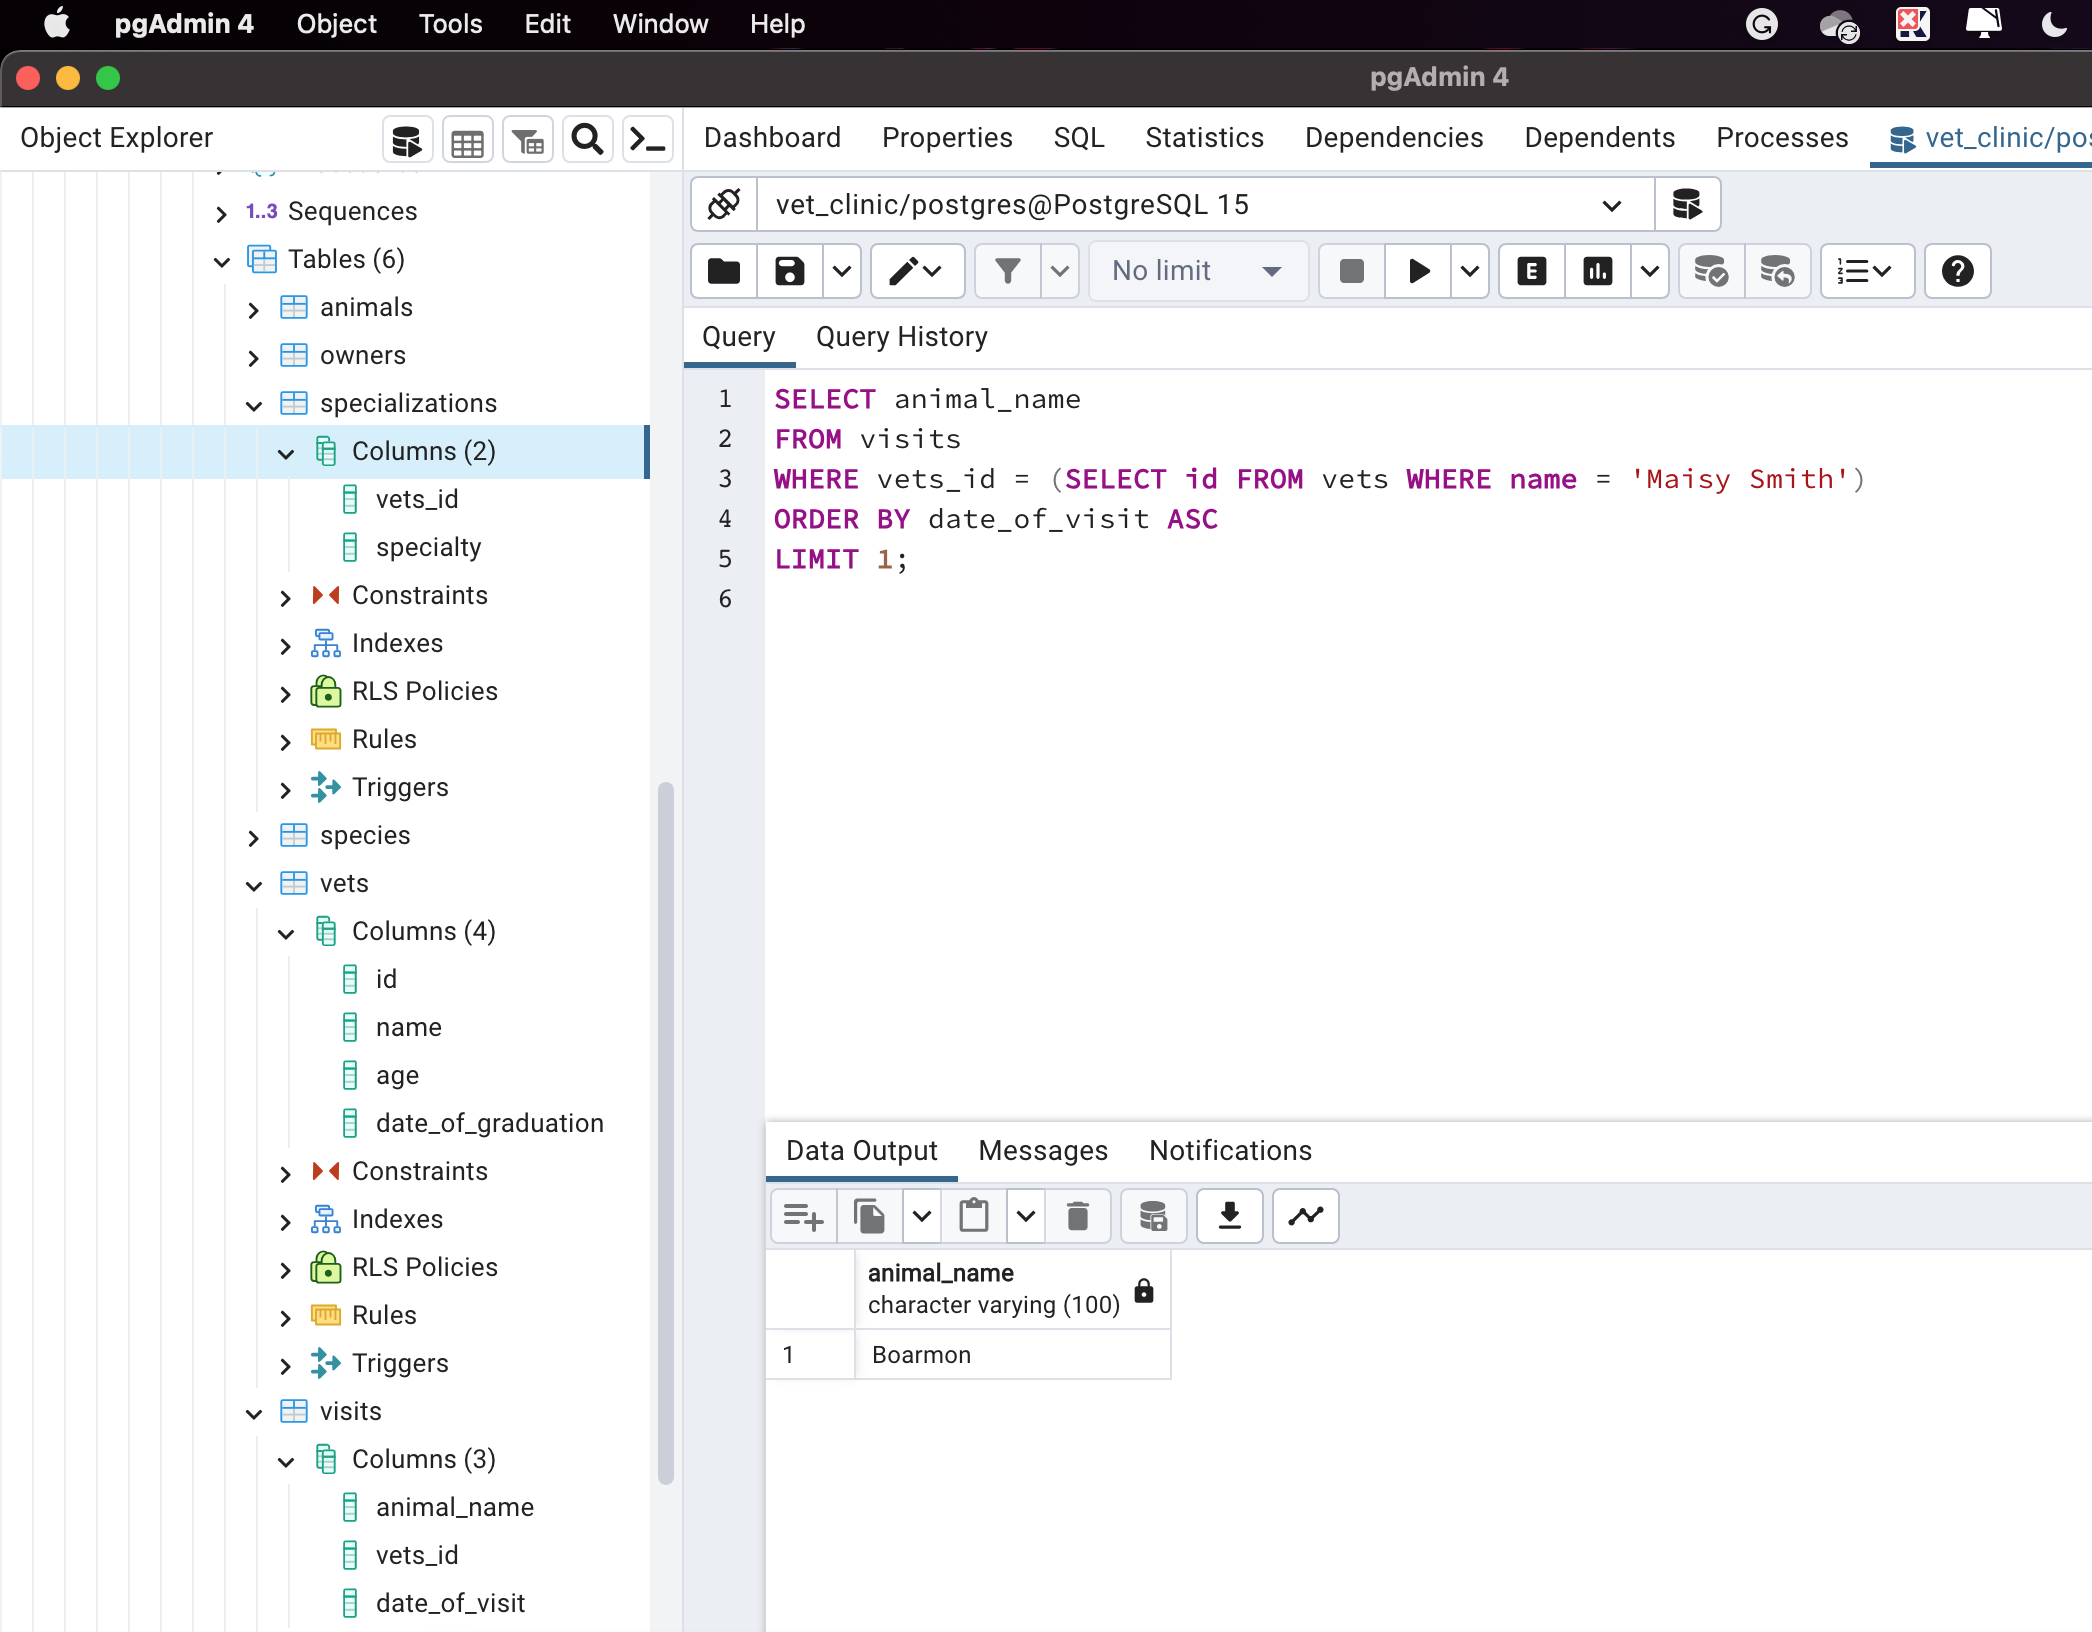 pgAdmin 4 Object Tools Edit Window Help
pgAdmin 4
Object Explorer
Dashboard Properties SQL Statistics Dependencies Dependents Processes vet_clinic/pos
1..3 Sequences
Tables (6)
animals
owners
specializations
Columns (2)
vets_id
specialty
Constraints
Indexes
RLS Policies
Rules
Triggers
species
vets
Columns (4)
id
name
age
date_of_graduation
Constraints
Indexes
RLS Policies
Rules
Triggers
visits
Columns (3)
animal_name
vets_id
date_of_visit
vet_clinic/postgres@PostgreSQL 15
No limit
E
Query Query History
1 SELECT animal_name
2 FROM visits
3 WHERE vets_id = (SELECT id FROM vets WHERE name = 'Maisy Smith')
4 ORDER BY date_of_visit ASC
5 LIMIT 1;
6
Data Output Messages Notifications
animal_name
character varying (100)
1 Boarmon